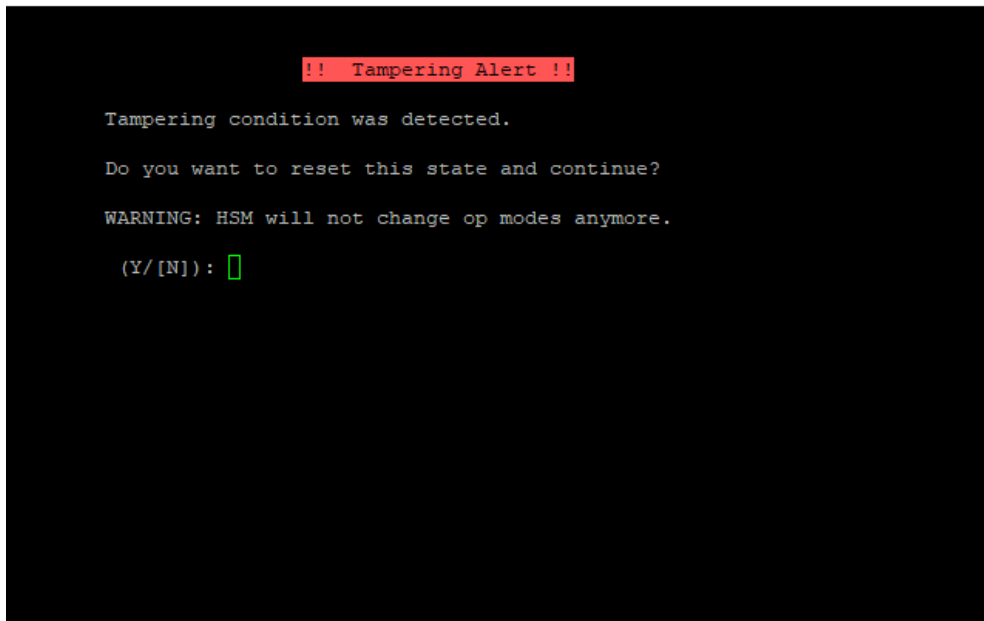 !! Tampering Alert !!
Tampering condition was detected.
Do you want to reset this state and continue?
WARNING: HSM will not change op modes anymore.
(Y/[N]):